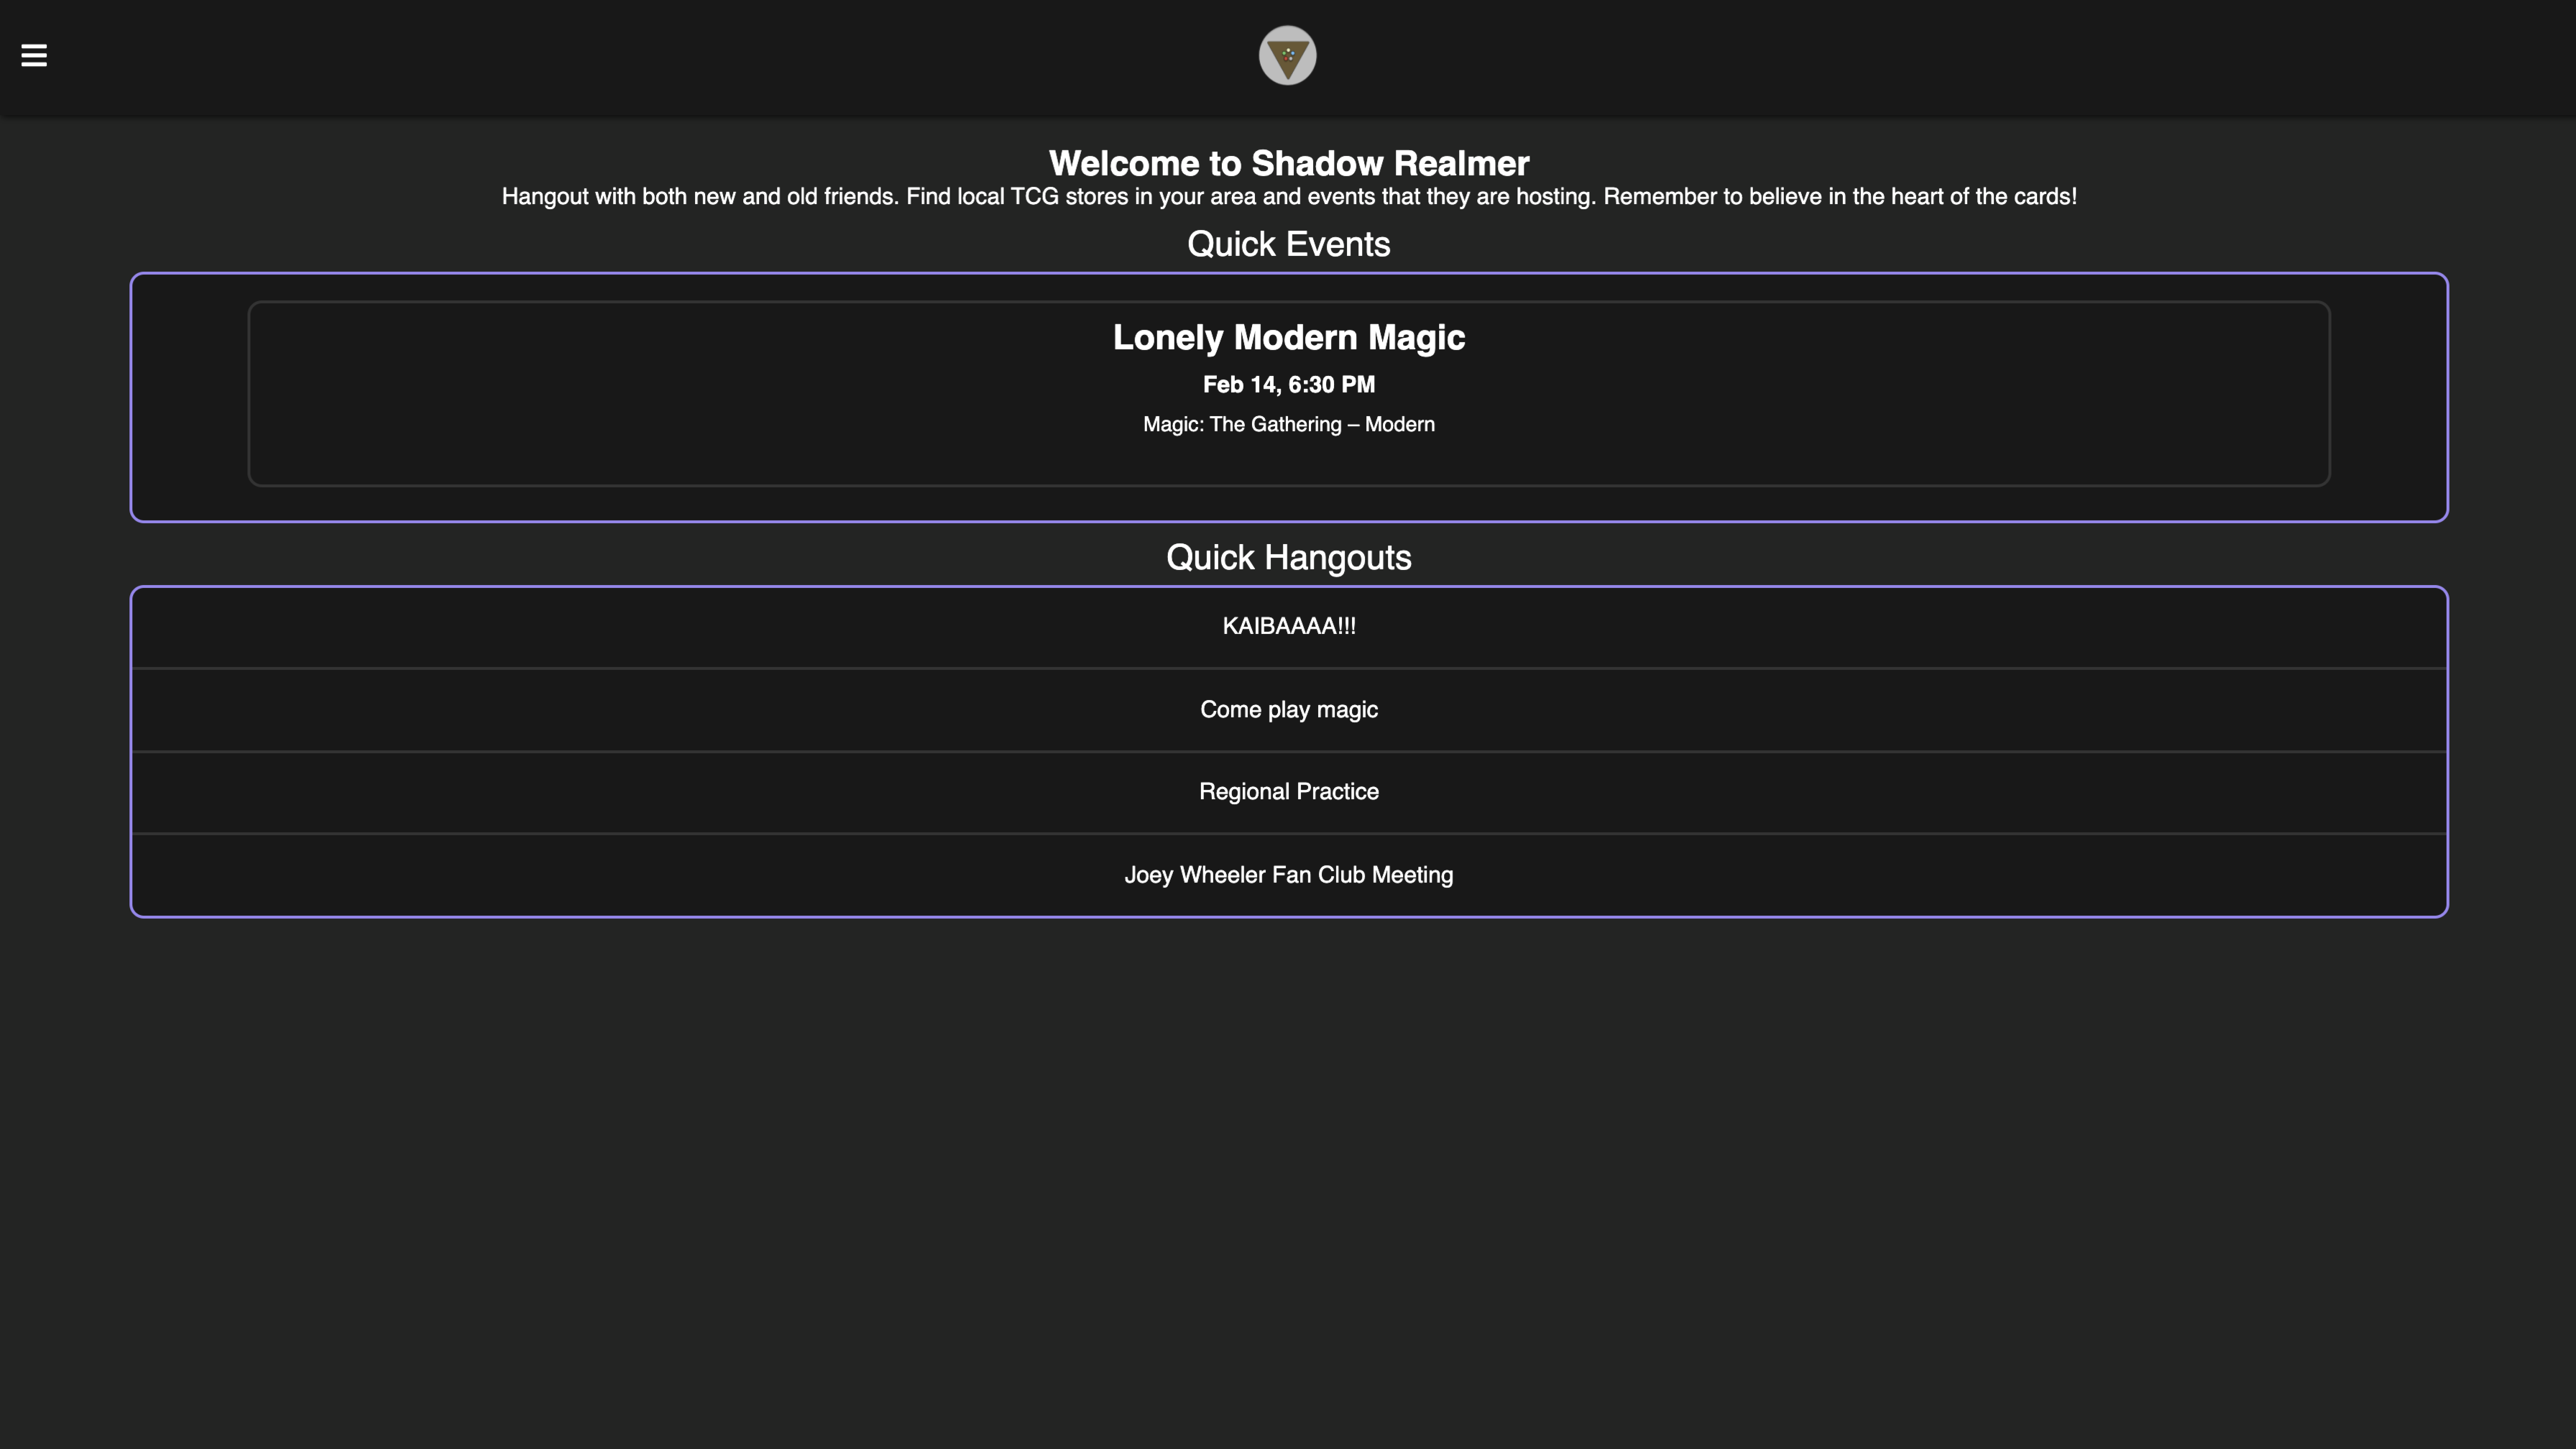 Welcome to Shadow Realmer
Hangout with both new and old friends. Find local TCG stores in your area and events that they are hosting. Remember to believe in the heart of the cards!
Quick Events
Lonely Modern Magic
Feb 14, 6:30 PM
Magic: The Gathering – Modern
Quick Hangouts
KAIBAAAA!!!
Come play magic
Regional Practice
Joey Wheeler Fan Club Meeting